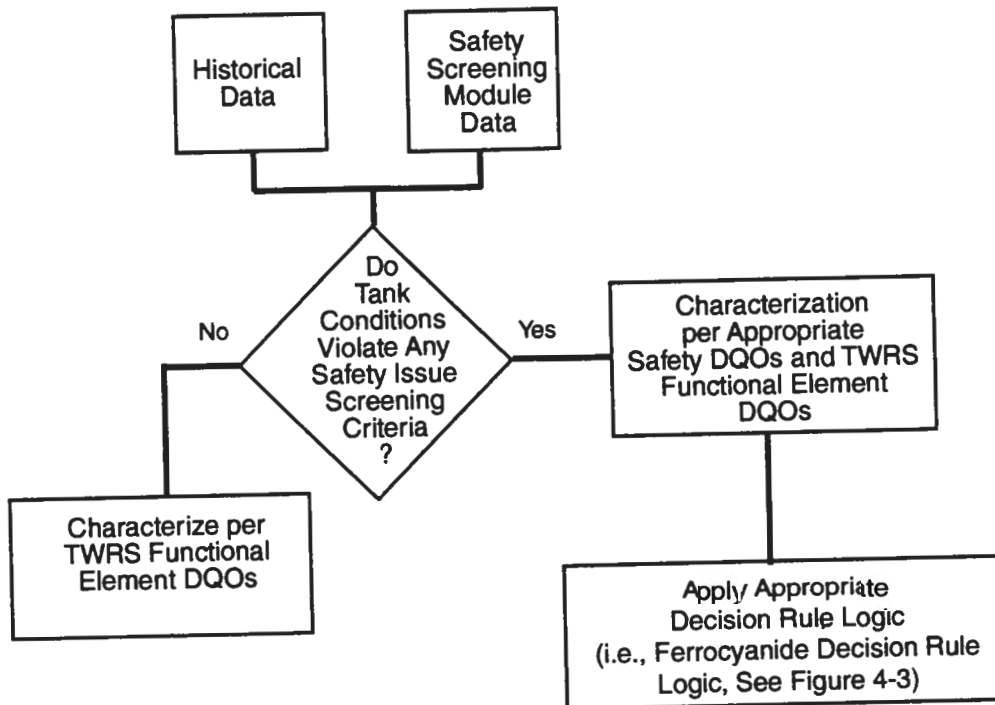 Historical
Data
Safety
Screening
Module
Data
Do
Tank
Conditions
Violate Any
Safety Issue
Screening
Criteria
?
No
Yes
Characterization
per Appropriate
Safety DQOs and TWRS
Functional Element
DQOs
Characterize per
TWRS Functional
Element DQOs
Apply Appropriate
Decision Rule Logic
(i.e., Ferrocyanide Decision Rule
Logic, See Figure 4-3)